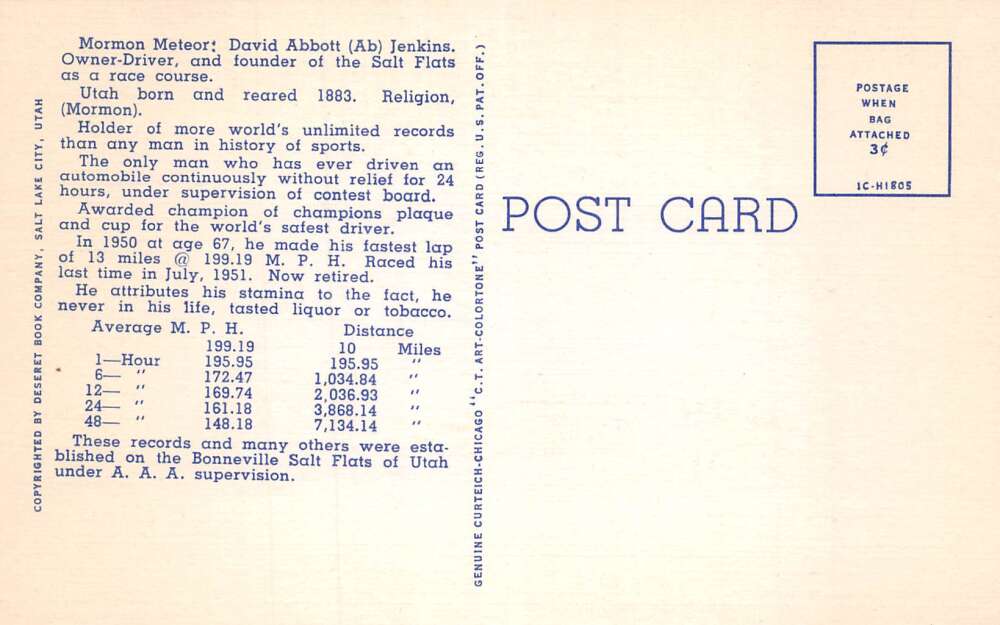 Mormon Meteor: David Abbott (Ab) Jenkins.
Owner-Driver, and founder of the Salt Flats
as a race course.
Utah born and reared 1883. Religion,
(Mormon).
Holder of more world's unlimited records
than any man in history of sports.
The only man who has ever driven an
automobile continuously without relief for 24
hours, under supervision of contest board.
Awarded champion of champions plaque
and cup for the world's safest driver.
In 1950 at age 67, he made his fastest lap
of 13 miles @ 199.19 M. P. H. Raced his
last time in July, 1951. Now retired.
He attributes his stamina to the fact, he
never in his life, tasted liquor or tobacco.
Average M. P. H. Distance
199.19 10 Miles
1—Hour 195.95 195.95 "
6— " 172.47 1,034.84 "
12— " 169.74 2,036.93 "
24— " 161.18 3,868.14 "
48— " 148.18 7,134.14 "
These records and many others were esta-
blished on the Bonneville Salt Flats of Utah
under A. A. A. supervision.
COPYRIGHTED BY DESERET BOOK COMPANY, SALT LAKE CITY, UTAH
GENUINE CURTEICH-CHICAGO "C.T. ART-COLORTONE" POST CARD (REG. U.S. PAT. OFF.)
POST CARD
POSTAGE
WHEN
BAG
ATTACHED
3¢
1C-H1805